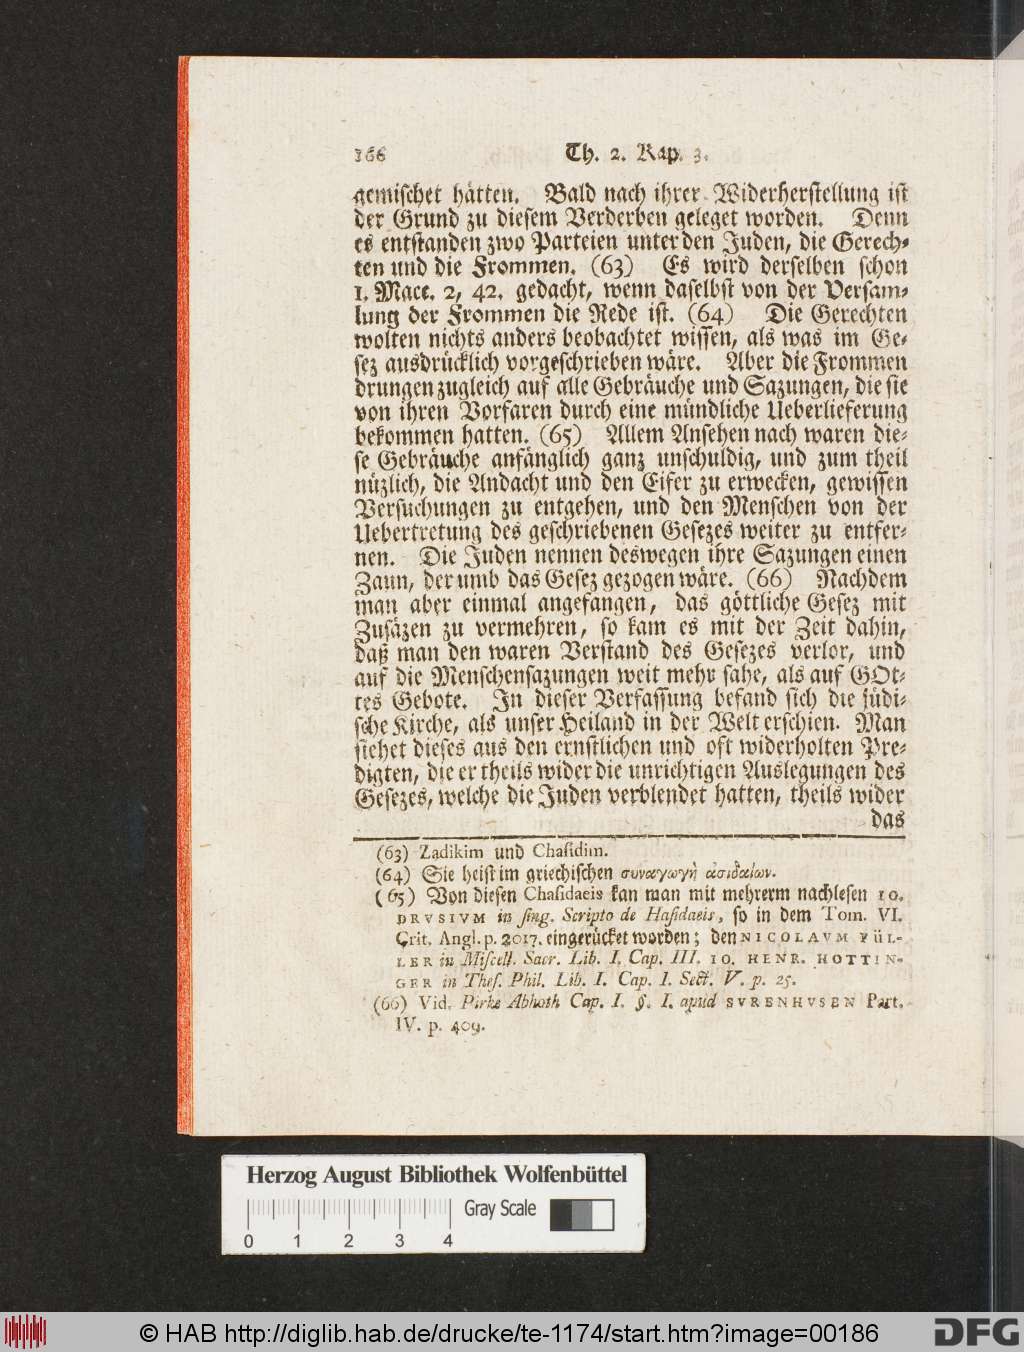 166 Th. 2. Kap. 3.
gemischet hätten. Bald nach ihrer Widerherstellung ist
der Grund zu diesem Verderben geleget worden. Denn
es entstanden zwo Parteien unter den Juden, die Gerech-
ten und die Frommen. (63) Es wird derselben schon
1. Macc. 2, 42. gedacht, wenn daselbst von der Versam-
lung der Frommen die Rede ist. (64) Die Gerechten
wolten nichts anders beobachtet wissen, als was im Ge-
sez ausdrücklich vorgeschrieben wäre. Aber die Frommen
drungen zugleich auf alle Gebräuche und Sazungen, die sie
von ihren Vorfaren durch eine mündliche Ueberlieferung
bekommen hatten. (65) Allem Ansehen nach waren die-
se Gebräuche anfänglich ganz unschuldig, und zum theil
nüzlich, die Andacht und den Eifer zu erwecken, gewissen
Versuchungen zu entgehen, und den Menschen von der
Uebertretung des geschriebenen Gesezes weiter zu entfer-
nen. Die Juden nennen deswegen ihre Sazungen einen
Zaun, der umb das Gesez gezogen wäre. (66) Nachdem
man aber einmal angefangen, das göttliche Gesez mit
Zusäzen zu vermehren, so kam es mit der Zeit dahin,
daß man den waren Verstand des Gesezes verlor, und
auf die Menschensazungen weit mehr sahe, als auf GOt-
tes Gebote. In dieser Verfassung befand sich die jüdi-
sche Kirche, als unser Heiland in der Welt erschien. Man
siehet dieses aus den ernstlichen und oft widerholten Pre-
digten, die er theils wider die unrichtigen Auslegungen des
Gesezes, welche die Juden verblendet hatten, theils wider
das
(63) Zadikim und Chasidim.
(64) Sie heist im griechischen συναγωγὴ ἀσιδαίων.
(65) Von diesen Chasidaeis kan man mit mehrerm nachlesen IO.
DRVSIVM in sing. Scripto de Hasidaeis, so in dem Tom. VI.
Crit. Angl. p. 2017. eingerücket worden; den NICOLAVM FÜL-
LER in Miscell. Sacr. Lib. I. Cap. III. IO. HENR. HOTTIN-
GER in Thes. Phil. Lib. I. Cap. I. Sect. V. p. 25.
(66) Vid. Pirke Abhoth Cap. I. §. I. apud SVRENHVSEN Part.
IV. p. 409.
Herzog August Bibliothek Wolfenbüttel
Gray Scale
0 1 2 3 4
© HAB http://diglib.hab.de/drucke/te-1174/start.htm?image=00186
DFG